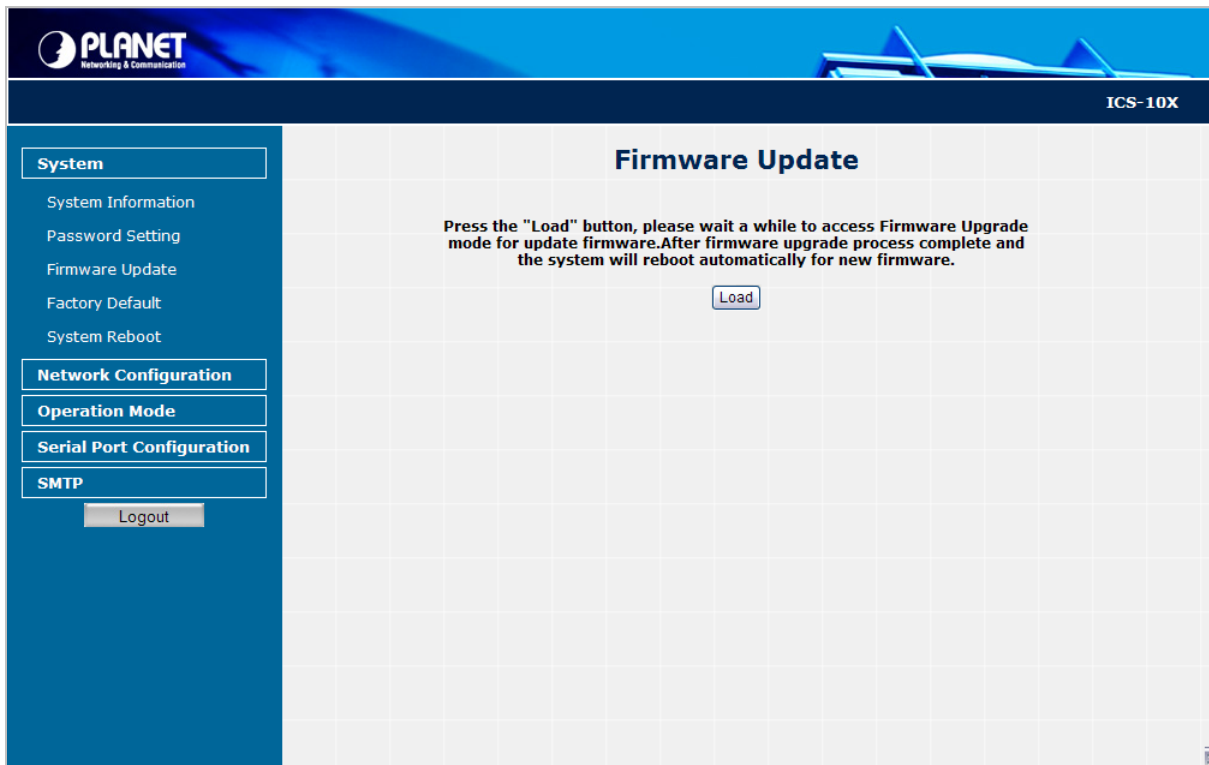 PLANET
Networking & Communication
ICS-10X
System
System Information
Password Setting
Firmware Update
Factory Default
System Reboot
Network Configuration
Operation Mode
Serial Port Configuration
SMTP
Logout
Firmware Update
Press the "Load" button, please wait a while to access Firmware Upgrade
mode for update firmware.After firmware upgrade process complete and
the system will reboot automatically for new firmware.
Load